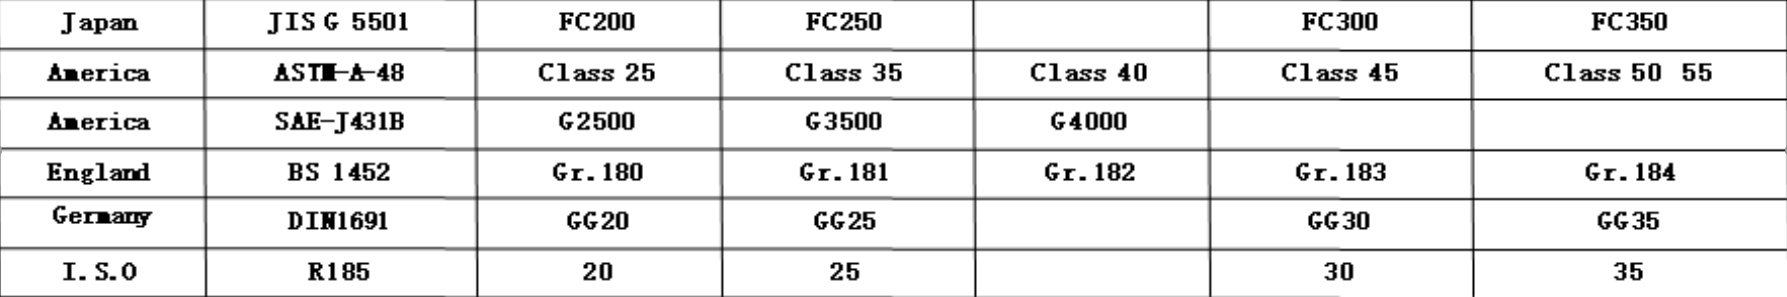 Japan JIS G 5501 FC200 FC250 FC300 FC350
America ASTM-A-48 Class 25 Class 35 Class 40 Class 45 Class 50 55
America SAE-J431B G2500 G3500 G4000
England BS 1452 Gr.180 Gr.181 Gr.182 Gr.183 Gr.184
Germany DIN1691 GG20 GG25 GG30 GG35
I.S.O R185 20 25 30 35